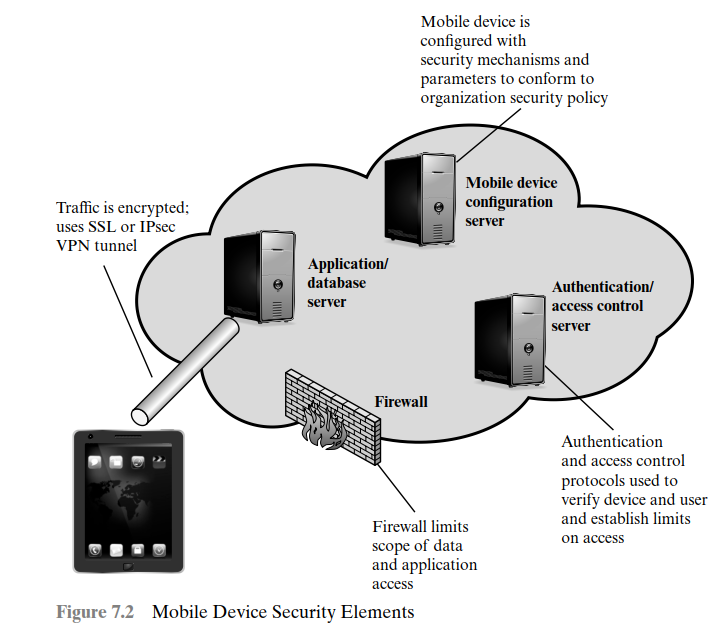 Mobile device is
configured with
security mechanisms and
parameters to conform to
organization security policy
Mobile device
configuration
server
Traffic is encrypted;
uses SSL or IPsec
VPN tunnel
Application/
database
server
Authentication/
access control
server
Firewall
Authentication
and access control
protocols used to
verify device and user
and establish limits
on access
Firewall limits
scope of data
and application
access
Figure 7.2 Mobile Device Security Elements